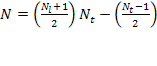 N = ((N_l+1)/2) N_t − ((N_t−1)/2)